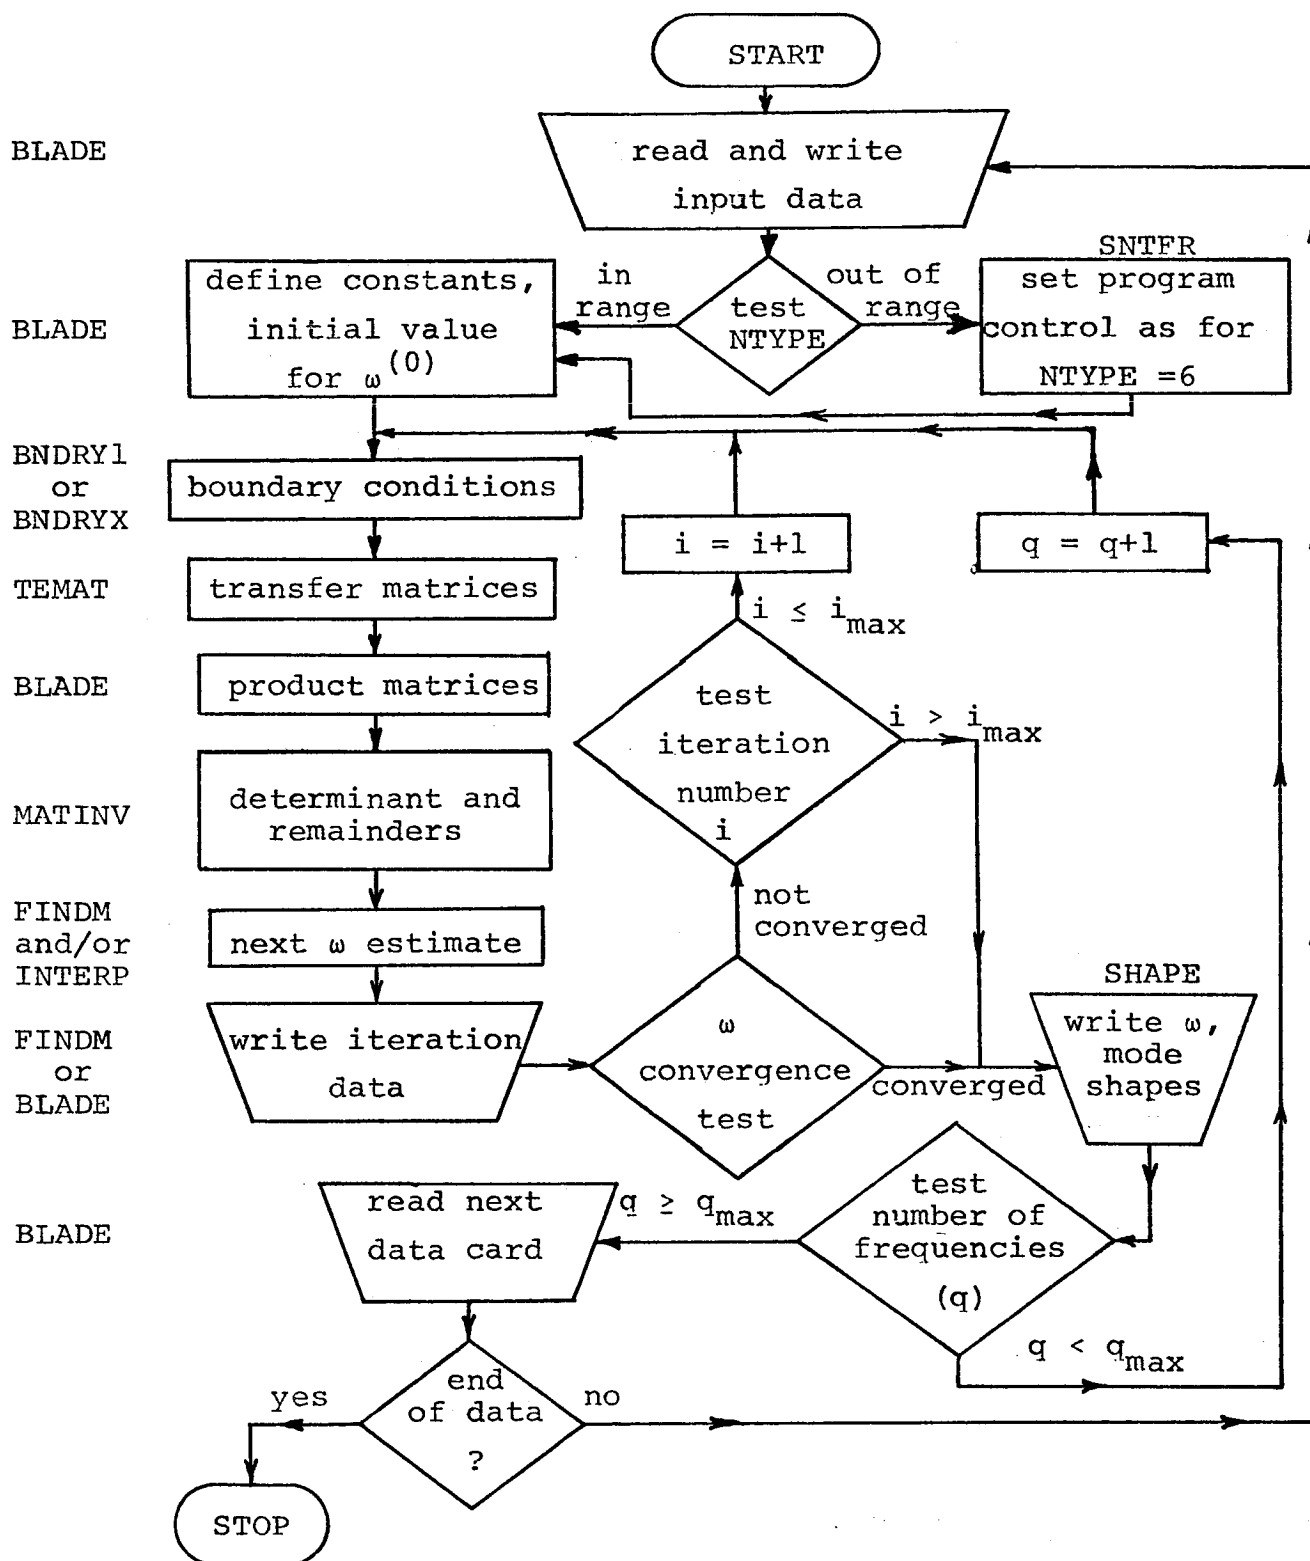 START
BLADE
read and write
input data
BLADE
define constants,
initial value
for ω(0)
in
range
test
NTYPE
out of
range
SNTFR
set program
control as for
NTYPE =6
BNDRY1
or
BNDRYX
boundary conditions
i = i+1
q = q+1
TEMAT
transfer matrices
i ≤ imax
BLADE
product matrices
test
iteration
number
i
i > imax
MATINV
determinant and
remainders
not
converged
FINDM
and/or
INTERP
next ω estimate
FINDM
or
BLADE
write iteration
data
ω
convergence
test
converged
SHAPE
write ω,
mode
shapes
BLADE
read next
data card
q ≥ qmax
test
number of
frequencies
(q)
q < qmax
yes
end
of data
?
no
STOP